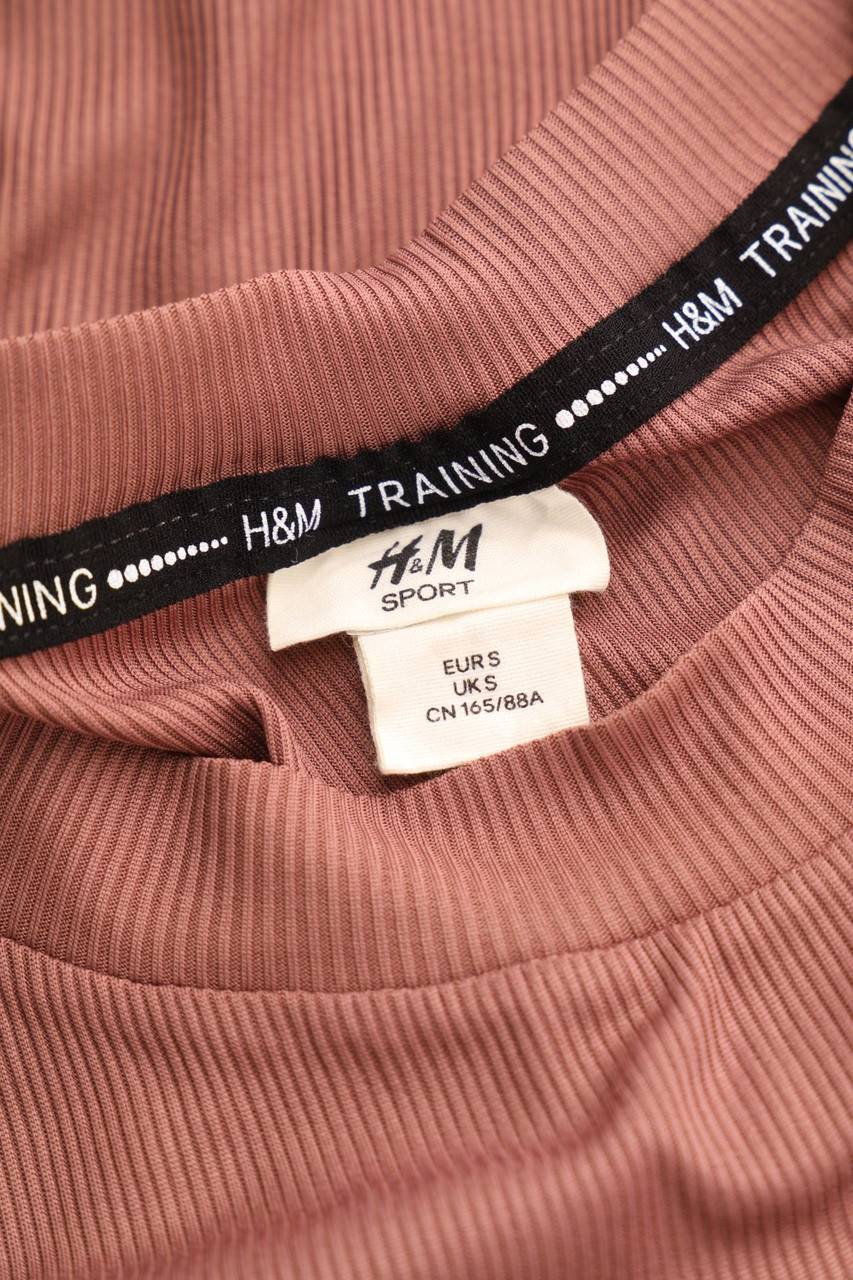 NING H&M TRAINING H&M TRAINING
H&M
SPORT
EUR S
UK S
CN 165/88A